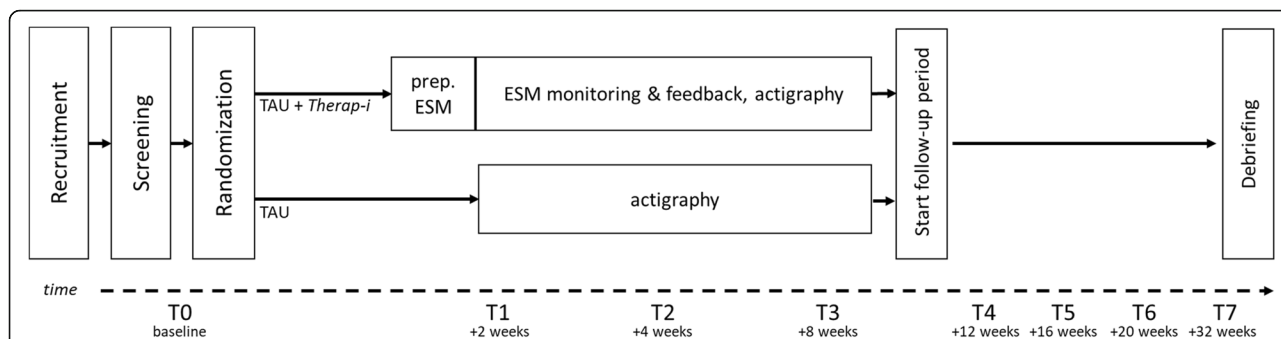 Recruitment
Screening
Randomization
TAU + Therap-i
prep.
ESM
ESM monitoring & feedback, actigraphy
TAU
actigraphy
Start follow-up period
Debriefing
time
T0
baseline
T1
+2 weeks
T2
+4 weeks
T3
+8 weeks
T4
+12 weeks
T5
+16 weeks
T6
+20 weeks
T7
+32 weeks